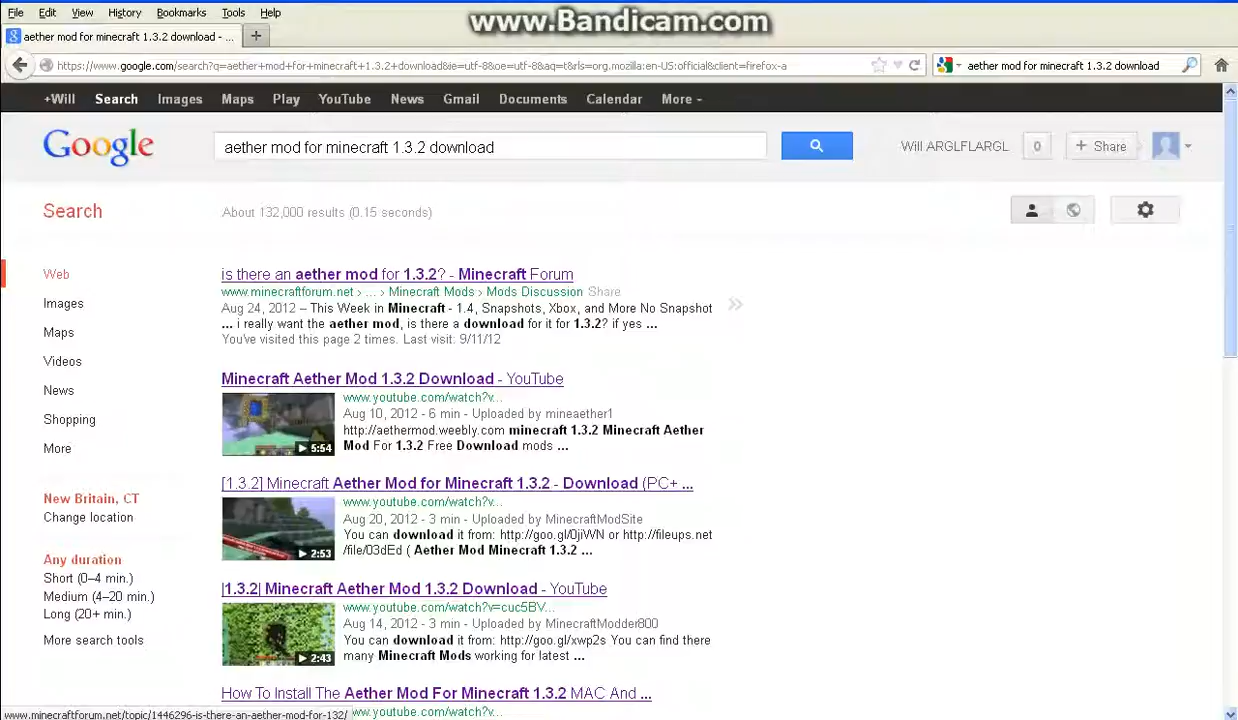 File Edit View History Bookmarks Tools Help
www.Bandicam.com
aether mod for minecraft 1.3.2 download - ...
https://www.google.com/search?q=aether+mod+for+minecraft+1.3.2+download&ie=utf-8&oe=utf-8&aq=t&rls=org.mozilla:en-US:official&client=firefox-a
aether mod for minecraft 1.3.2 download
+Will Search Images Maps Play YouTube News Gmail Documents Calendar More
Google
aether mod for minecraft 1.3.2 download
Will ARGLFLARGL 0 + Share
Search
About 132,000 results (0.15 seconds)
Web
Images
Maps
Videos
News
Shopping
More
New Britain, CT
Change location
Any duration
Short (0–4 min.)
Medium (4–20 min.)
Long (20+ min.)
More search tools
is there an aether mod for 1.3.2? - Minecraft Forum
www.minecraftforum.net › ... › Minecraft Mods › Mods Discussion Share
Aug 24, 2012 – This Week in Minecraft - 1.4, Snapshots, Xbox, and More No Snapshot
... i really want the aether mod, is there a download for it for 1.3.2? if yes ...
You've visited this page 2 times. Last visit: 9/11/12
Minecraft Aether Mod 1.3.2 Download - YouTube
www.youtube.com/watch?v...
Aug 10, 2012 - 6 min - Uploaded by mineaether1
http://aethermod.weebly.com minecraft 1.3.2 Minecraft Aether
Mod For 1.3.2 Free Download mods ...
5:54
[1.3.2] Minecraft Aether Mod for Minecraft 1.3.2 - Download (PC+ ...
www.youtube.com/watch?v...
Aug 20, 2012 - 3 min - Uploaded by MinecraftModSite
You can download it from: http://goo.gl/0jiWN or http://fileups.net
/file/03dEd ( Aether Mod Minecraft 1.3.2 ...
2:53
|1.3.2| Minecraft Aether Mod 1.3.2 Download - YouTube
www.youtube.com/watch?v=cuc5BV...
Aug 14, 2012 - 3 min - Uploaded by MinecraftModder800
You can download it from: http://goo.gl/xwp2s You can find there
many Minecraft Mods working for latest ...
2:43
How To Install The Aether Mod For Minecraft 1.3.2 MAC And ...
www.youtube.com/watch?v...
www.minecraftforum.net/topic/1446296-is-there-an-aether-mod-for-132/